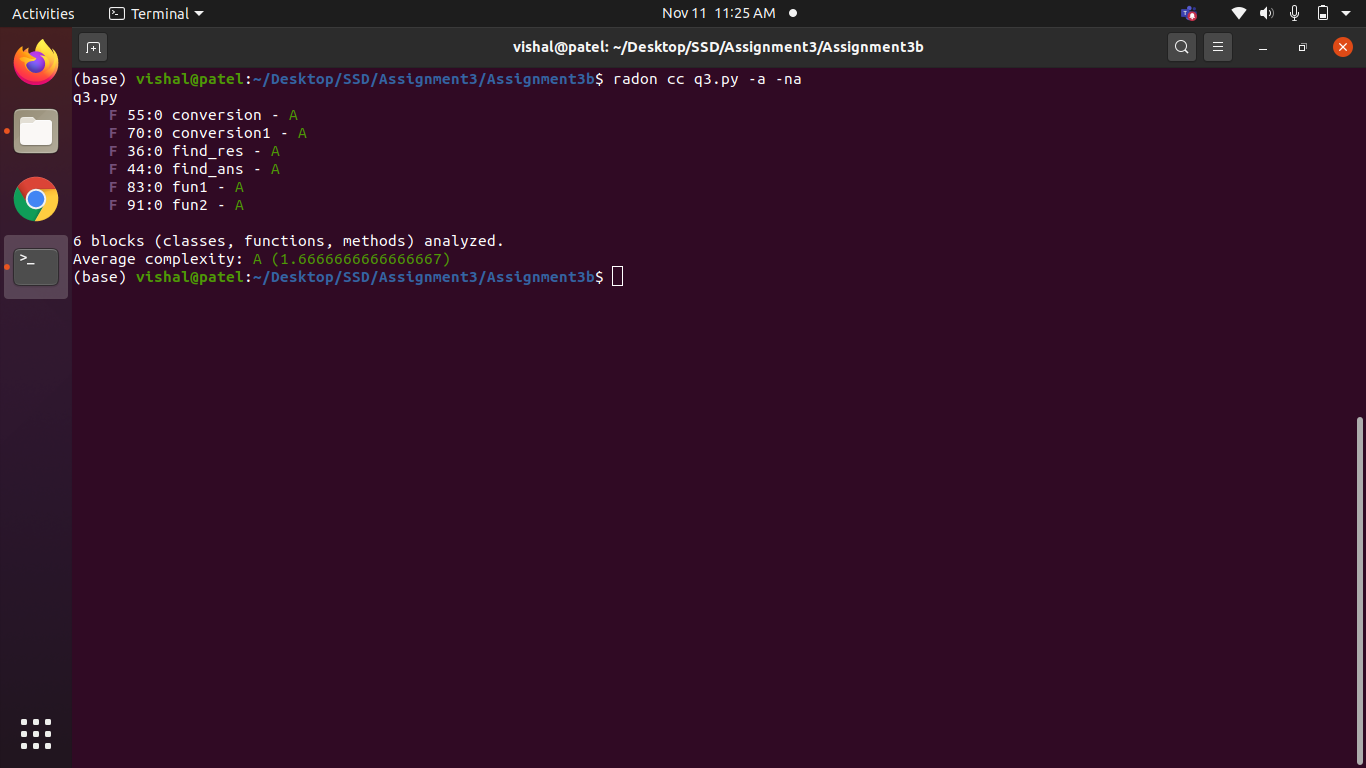 Activities Terminal Nov 11 11:25 AM
vishal@patel: ~/Desktop/SSD/Assignment3/Assignment3b
(base) vishal@patel:~/Desktop/SSD/Assignment3/Assignment3b$ radon cc q3.py -a -na
q3.py
    F 55:0 conversion - A
    F 70:0 conversion1 - A
    F 36:0 find_res - A
    F 44:0 find_ans - A
    F 83:0 fun1 - A
    F 91:0 fun2 - A
6 blocks (classes, functions, methods) analyzed.
Average complexity: A (1.6666666666666667)
(base) vishal@patel:~/Desktop/SSD/Assignment3/Assignment3b$